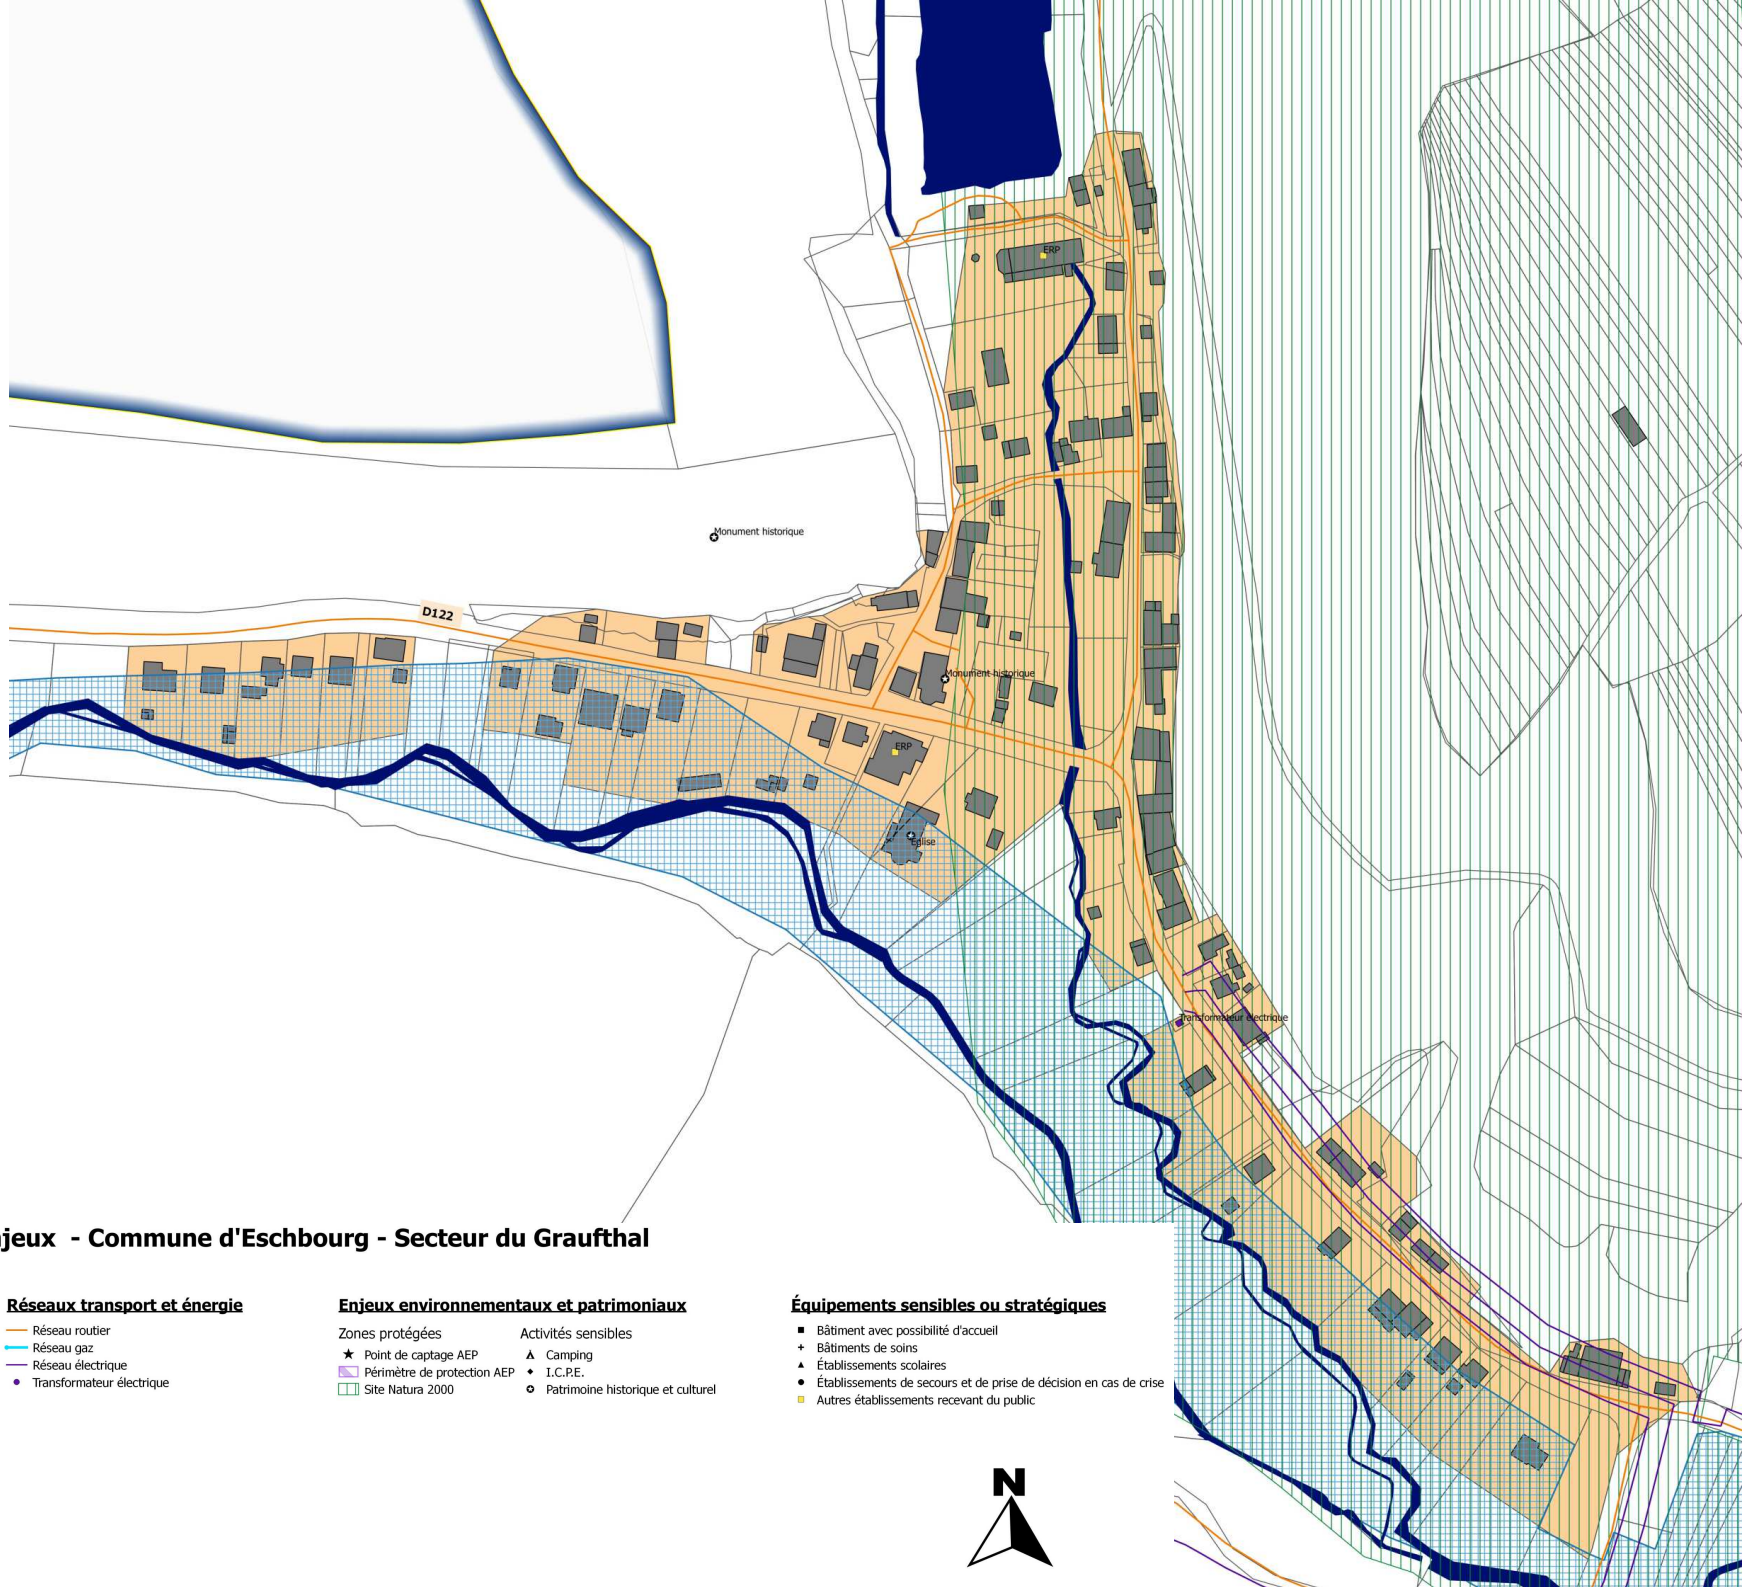 ERP
Monument historique
D122
Monument historique
ERP
Eglise
Transformateur électrique
jeux - Commune d'Eschbourg - Secteur du Graufthal
Réseaux transport et énergie
Réseau routier
Réseau gaz
Réseau électrique
Transformateur électrique
Enjeux environnementaux et patrimoniaux
Zones protégées
Point de captage AEP
Périmètre de protection AEP
Site Natura 2000
Activités sensibles
Camping
I.C.P.E.
Patrimoine historique et culturel
Équipements sensibles ou stratégiques
Bâtiment avec possibilité d'accueil
Bâtiments de soins
Établissements scolaires
Établissements de secours et de prise de décision en cas de crise
Autres établissements recevant du public
N